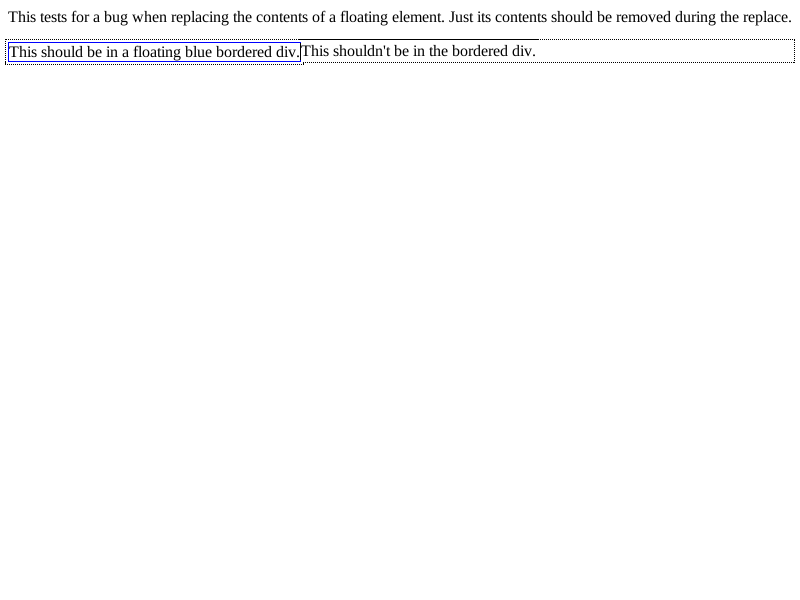 This tests for a bug when replacing the contents of a floating element. Just its contents should be removed during the replace.
This should be in a floating blue bordered div.This shouldn't be in the bordered div.